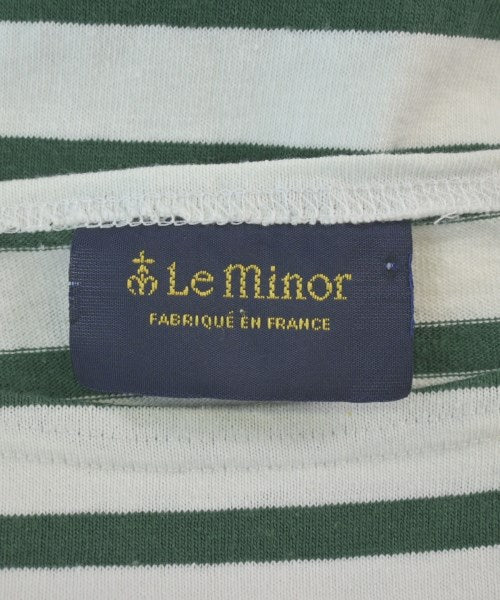 Le Minor
FABRIQUÉ EN FRANCE